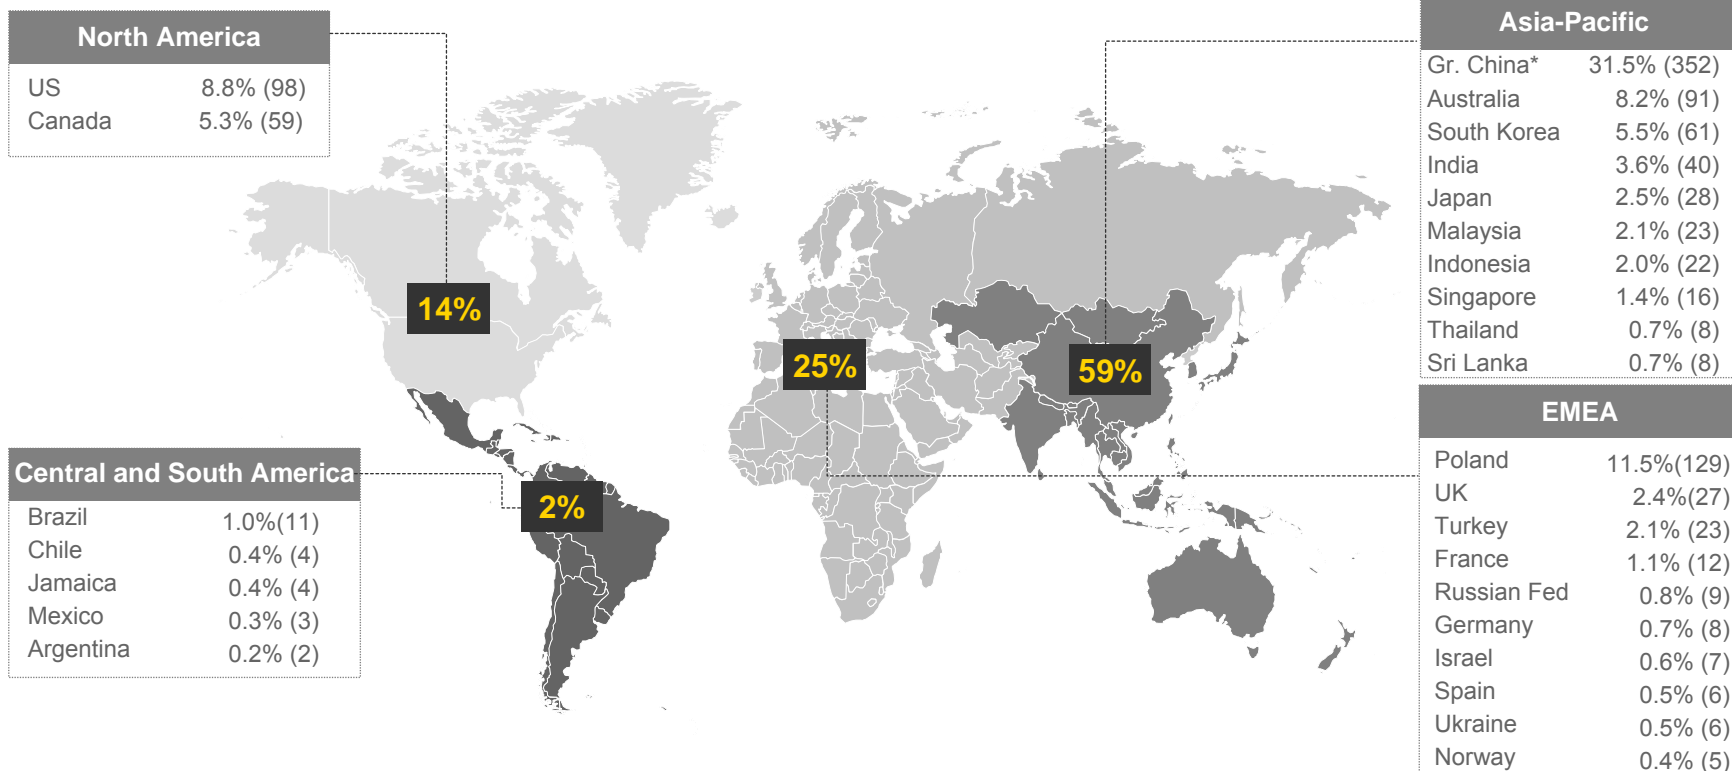 North America
US 8.8% (98)
Canada 5.3% (59)
14%
Central and South America
Brazil 1.0%(11)
Chile 0.4% (4)
Jamaica 0.4% (4)
Mexico 0.3% (3)
Argentina 0.2% (2)
2%
25%
59%
Asia-Pacific
Gr. China* 31.5% (352)
Australia 8.2% (91)
South Korea 5.5% (61)
India 3.6% (40)
Japan 2.5% (28)
Malaysia 2.1% (23)
Indonesia 2.0% (22)
Singapore 1.4% (16)
Thailand 0.7% (8)
Sri Lanka 0.7% (8)
EMEA
Poland 11.5%(129)
UK 2.4%(27)
Turkey 2.1% (23)
France 1.1% (12)
Russian Fed 0.8% (9)
Germany 0.7% (8)
Israel 0.6% (7)
Spain 0.5% (6)
Ukraine 0.5% (6)
Norway 0.4% (5)